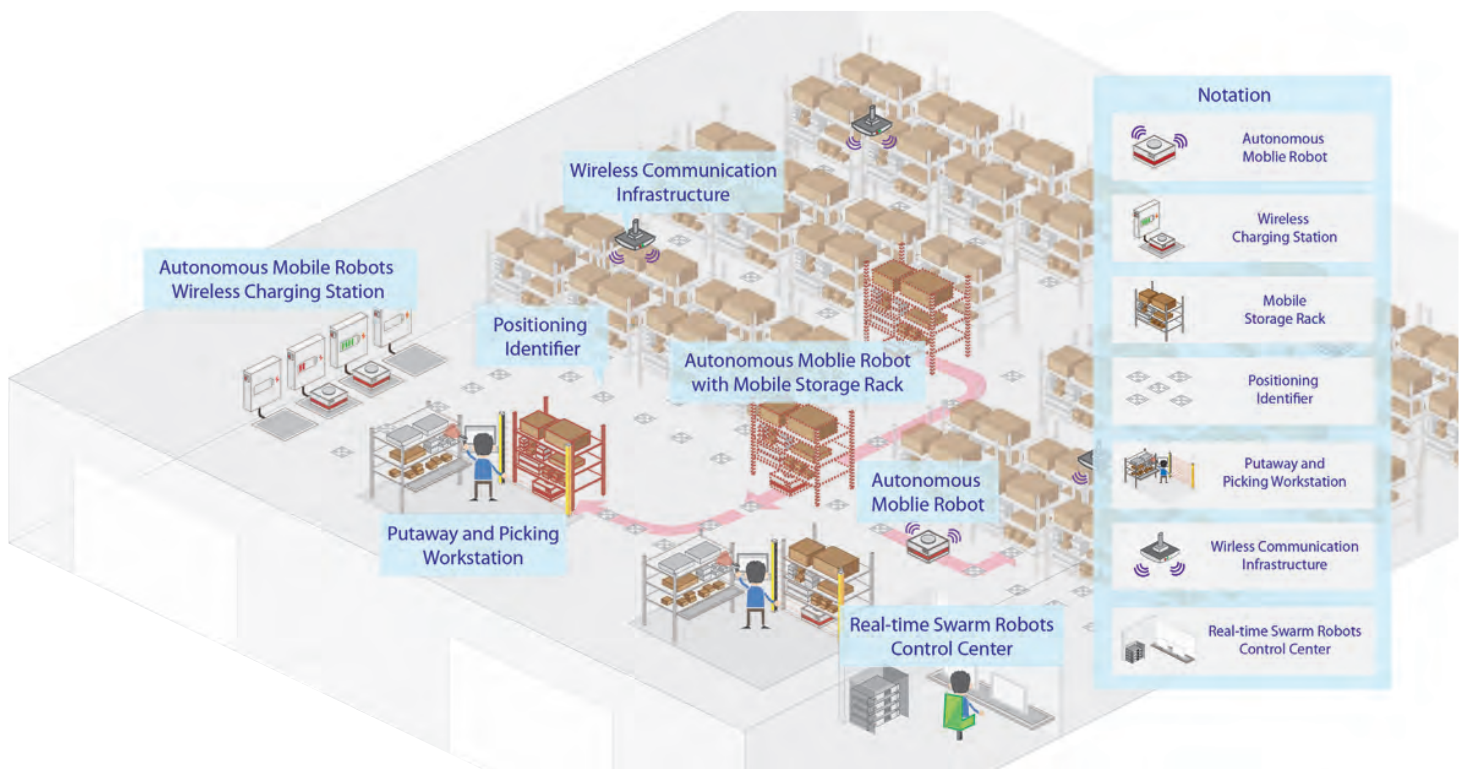 Wireless Communication
Infrastructure
Autonomous Mobile Robots
Wireless Charging Station
Positioning
Identifier
Autonomous Moblie Robot
with Mobile Storage Rack
Autonomous
Moblie Robot
Putaway and Picking
Workstation
Real-time Swarm Robots
Control Center
Notation
Autonomous
Moblie Robot
Wireless
Charging Station
Mobile
Storage Rack
Positioning
Identifier
Putaway and
Picking Workstation
Wirless Communication
Infrastructure
Real-time Swarm Robots
Control Center